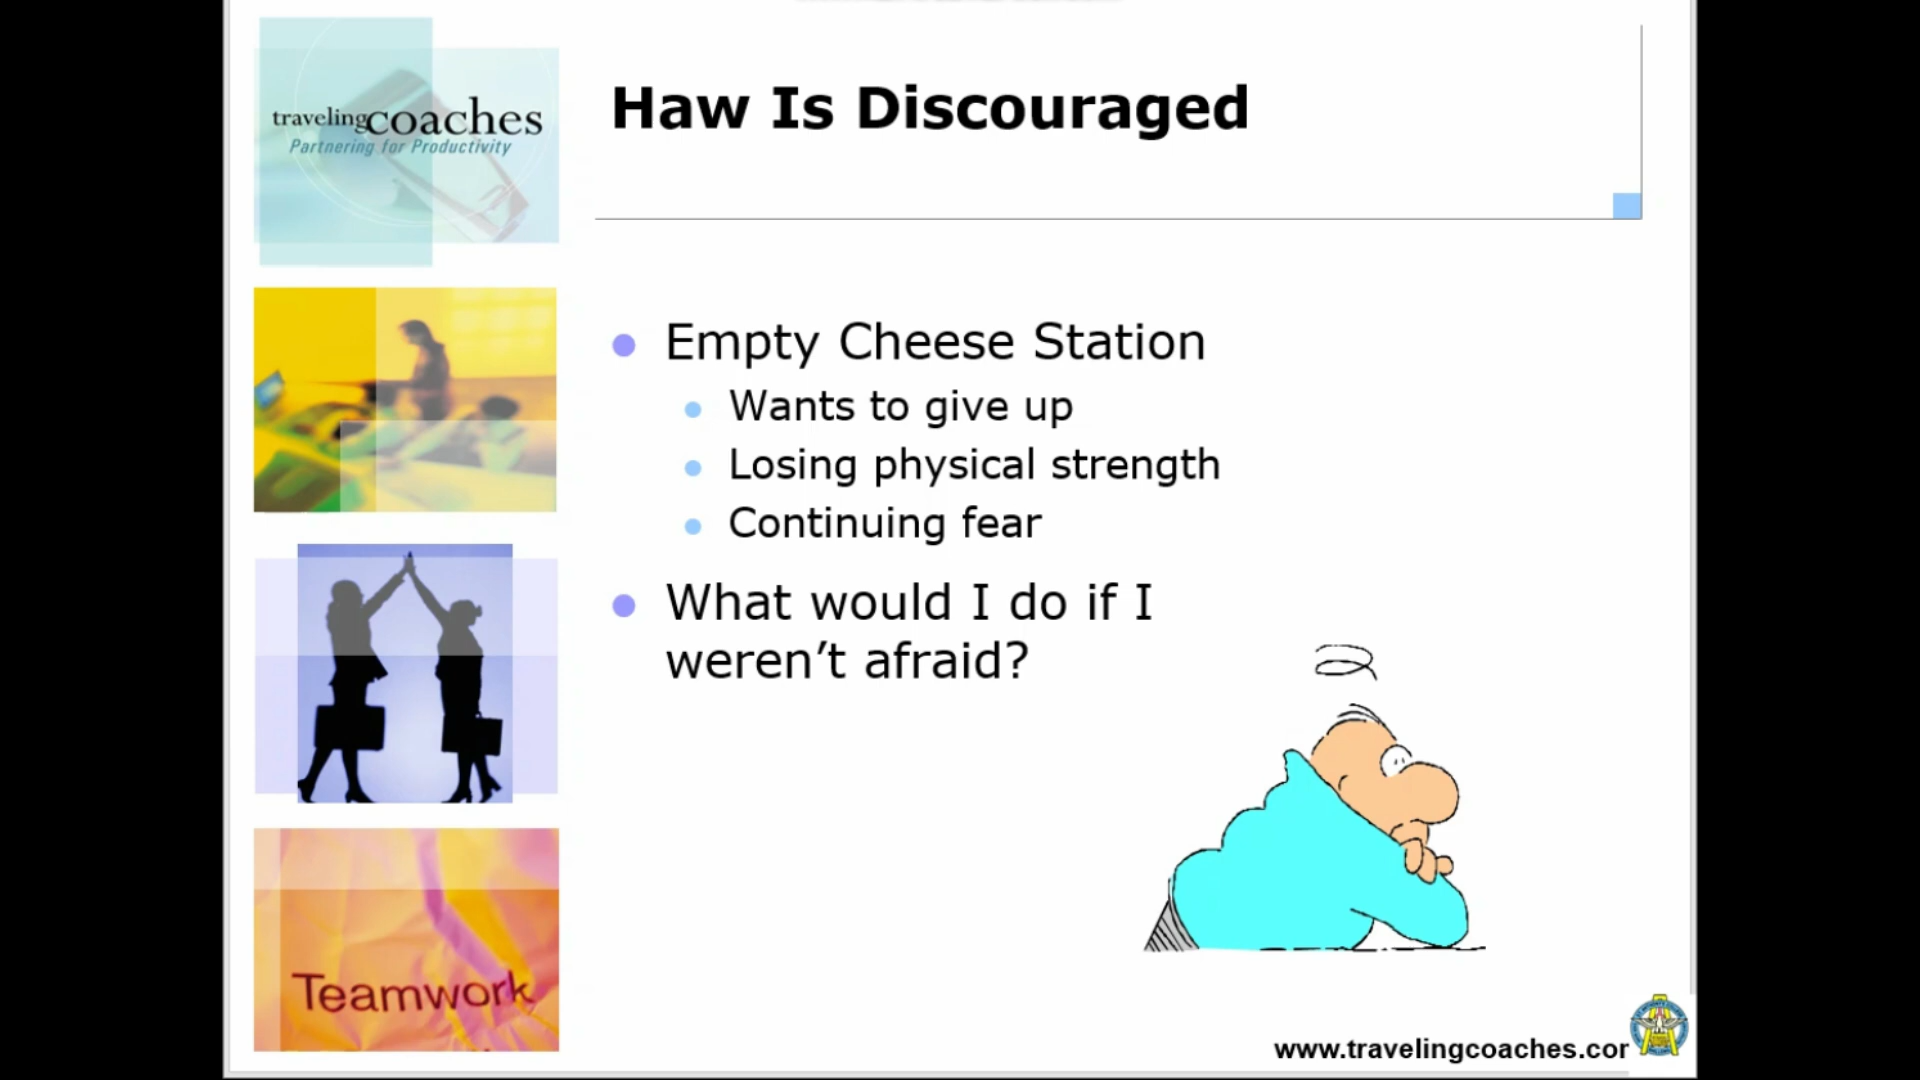 travelingcoaches
Partnering for Productivity
Haw Is Discouraged
Empty Cheese Station
Wants to give up
Losing physical strength
Continuing fear
What would I do if I
weren't afraid?
Teamwork
www.travelingcoaches.cor